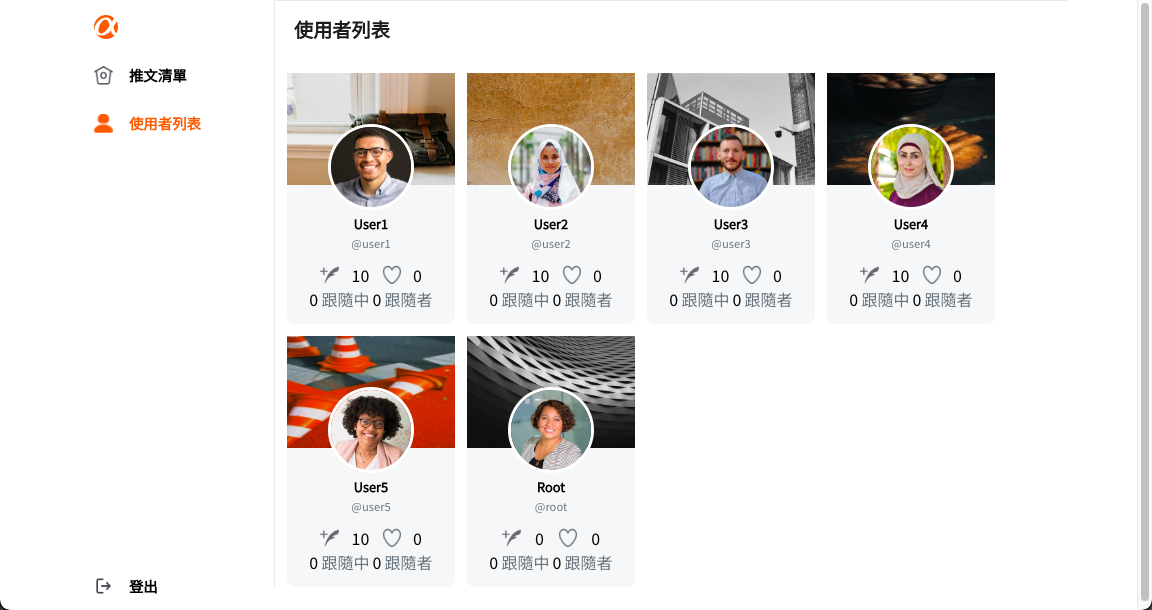 使用者列表
推文清單
使用者列表
登出
User1
@user1
10 0
0 跟隨中 0 跟隨者
User2
@user2
10 0
0 跟隨中 0 跟隨者
User3
@user3
10 0
0 跟隨中 0 跟隨者
User4
@user4
10 0
0 跟隨中 0 跟隨者
User5
@user5
10 0
0 跟隨中 0 跟隨者
Root
@root
0 0
0 跟隨中 0 跟隨者